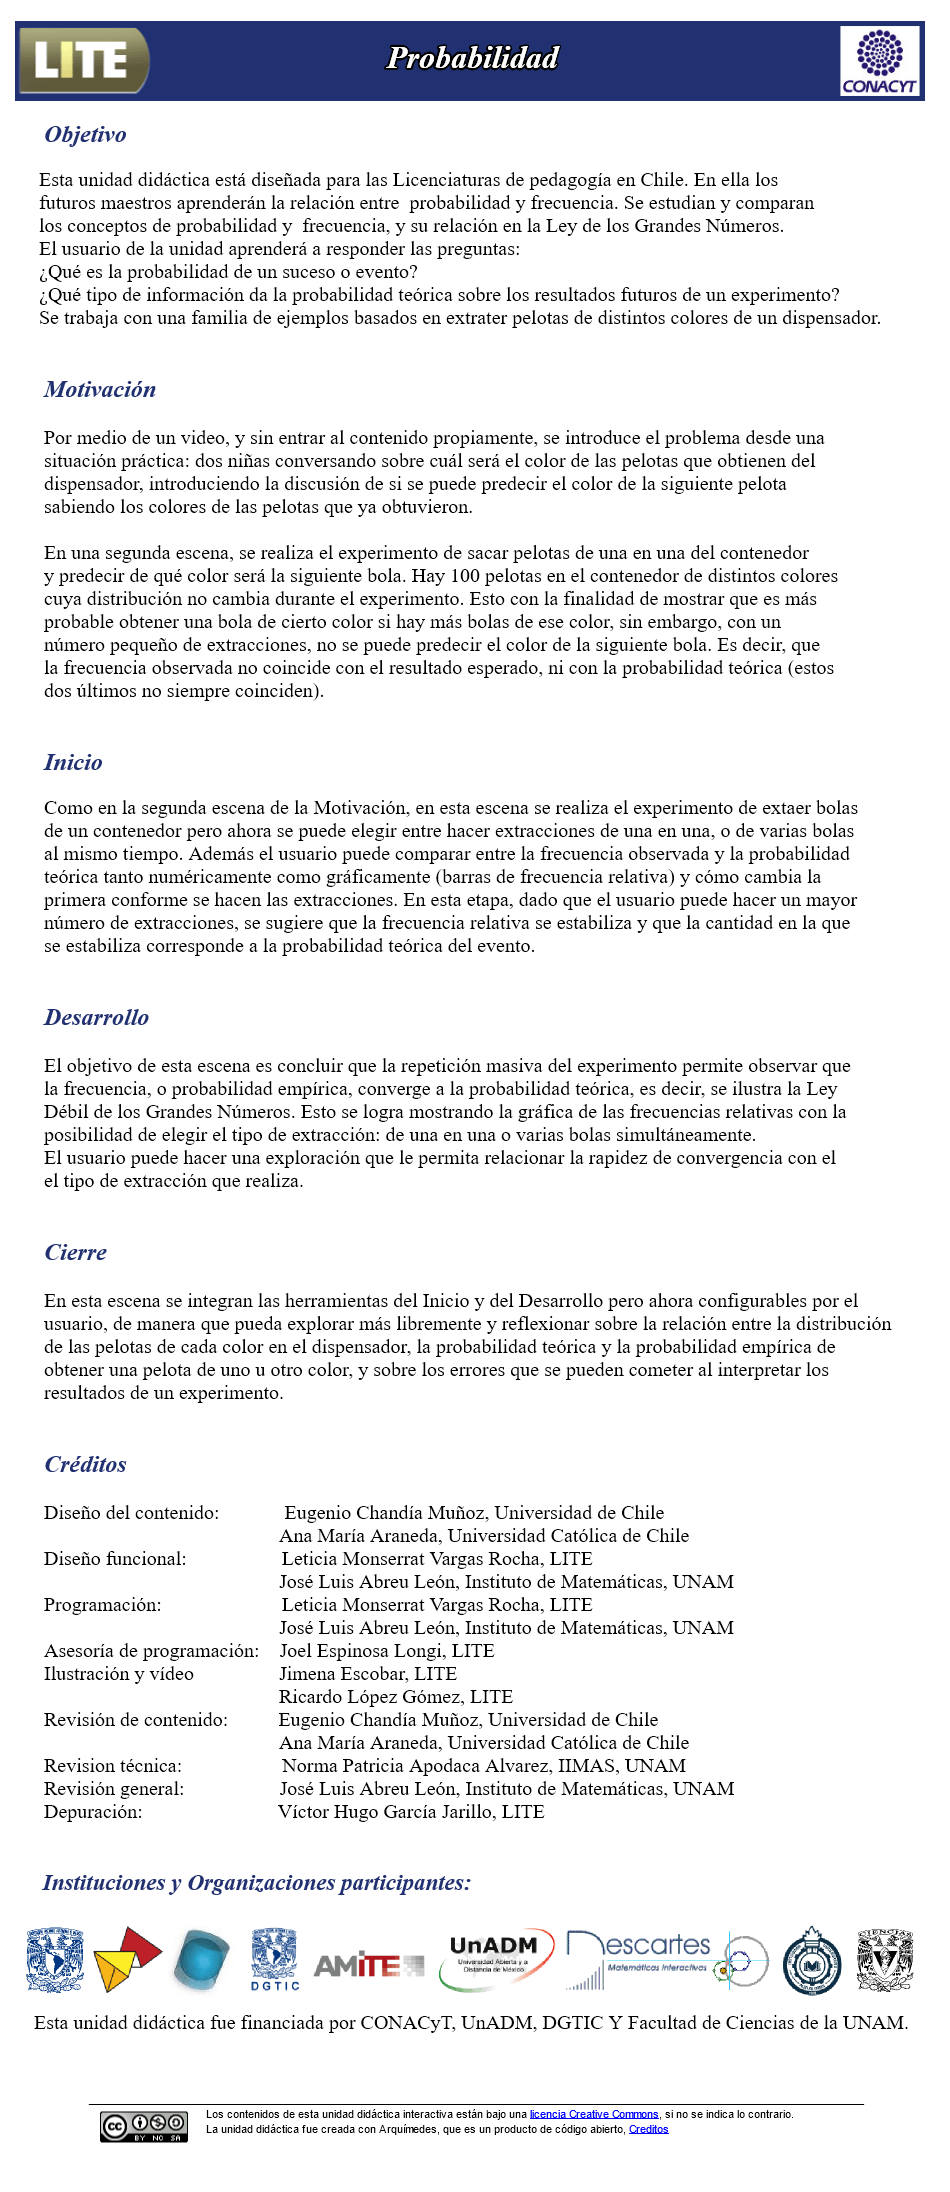 LITE
Probabilidad
CONACYT
Objetivo
Esta unidad didáctica está diseñada para las Licenciaturas de pedagogía en Chile. En ella los
futuros maestros aprenderán la relación entre  probabilidad y frecuencia. Se estudian y comparan
los conceptos de probabilidad y  frecuencia, y su relación en la Ley de los Grandes Números.
El usuario de la unidad aprenderá a responder las preguntas:
¿Qué es la probabilidad de un suceso o evento?
¿Qué tipo de información da la probabilidad teórica sobre los resultados futuros de un experimento?
Se trabaja con una familia de ejemplos basados en extrater pelotas de distintos colores de un dispensador.
Motivación
Por medio de un video, y sin entrar al contenido propiamente, se introduce el problema desde una
situación práctica: dos niñas conversando sobre cuál será el color de las pelotas que obtienen del
dispensador, introduciendo la discusión de si se puede predecir el color de la siguiente pelota
sabiendo los colores de las pelotas que ya obtuvieron.
En una segunda escena, se realiza el experimento de sacar pelotas de una en una del contenedor
y predecir de qué color será la siguiente bola. Hay 100 pelotas en el contenedor de distintos colores
cuya distribución no cambia durante el experimento. Esto con la finalidad de mostrar que es más
probable obtener una bola de cierto color si hay más bolas de ese color, sin embargo, con un
número pequeño de extracciones, no se puede predecir el color de la siguiente bola. Es decir, que
la frecuencia observada no coincide con el resultado esperado, ni con la probabilidad teórica (estos
dos últimos no siempre coinciden).
Inicio
Como en la segunda escena de la Motivación, en esta escena se realiza el experimento de extaer bolas
de un contenedor pero ahora se puede elegir entre hacer extracciones de una en una, o de varias bolas
al mismo tiempo. Además el usuario puede comparar entre la frecuencia observada y la probabilidad
teórica tanto numéricamente como gráficamente (barras de frecuencia relativa) y cómo cambia la
primera conforme se hacen las extracciones. En esta etapa, dado que el usuario puede hacer un mayor
número de extracciones, se sugiere que la frecuencia relativa se estabiliza y que la cantidad en la que
se estabiliza corresponde a la probabilidad teórica del evento.
Desarrollo
El objetivo de esta escena es concluir que la repetición masiva del experimento permite observar que
la frecuencia, o probabilidad empírica, converge a la probabilidad teórica, es decir, se ilustra la Ley
Débil de los Grandes Números. Esto se logra mostrando la gráfica de las frecuencias relativas con la
posibilidad de elegir el tipo de extracción: de una en una o varias bolas simultáneamente.
El usuario puede hacer una exploración que le permita relacionar la rapidez de convergencia con el
el tipo de extracción que realiza.
Cierre
En esta escena se integran las herramientas del Inicio y del Desarrollo pero ahora configurables por el
usuario, de manera que pueda explorar más libremente y reflexionar sobre la relación entre la distribución
de las pelotas de cada color en el dispensador, la probabilidad teórica y la probabilidad empírica de
obtener una pelota de uno u otro color, y sobre los errores que se pueden cometer al interpretar los
resultados de un experimento.
Créditos
Diseño del contenido: Eugenio Chandía Muñoz, Universidad de Chile
Ana María Araneda, Universidad Católica de Chile
Diseño funcional: Leticia Monserrat Vargas Rocha, LITE
José Luis Abreu León, Instituto de Matemáticas, UNAM
Programación: Leticia Monserrat Vargas Rocha, LITE
José Luis Abreu León, Instituto de Matemáticas, UNAM
Asesoría de programación: Joel Espinosa Longi, LITE
Ilustración y vídeo Jimena Escobar, LITE
Ricardo López Gómez, LITE
Revisión de contenido: Eugenio Chandía Muñoz, Universidad de Chile
Ana María Araneda, Universidad Católica de Chile
Revision técnica: Norma Patricia Apodaca Alvarez, IIMAS, UNAM
Revisión general: José Luis Abreu León, Instituto de Matemáticas, UNAM
Depuración: Víctor Hugo García Jarillo, LITE
Instituciones y Organizaciones participantes:
DGTIC
AMITE
UnADM
Universidad Abierta y a
Distancia de México
Descartes
Matemáticas Interactivas
Esta unidad didáctica fue financiada por CONACyT, UnADM, DGTIC Y Facultad de Ciencias de la UNAM.
cc BY NC SA
Los contenidos de esta unidad didáctica interactiva están bajo una licencia Creative Commons, si no se indica lo contrario.
La unidad didáctica fue creada con Arquímedes, que es un producto de código abierto, Creditos